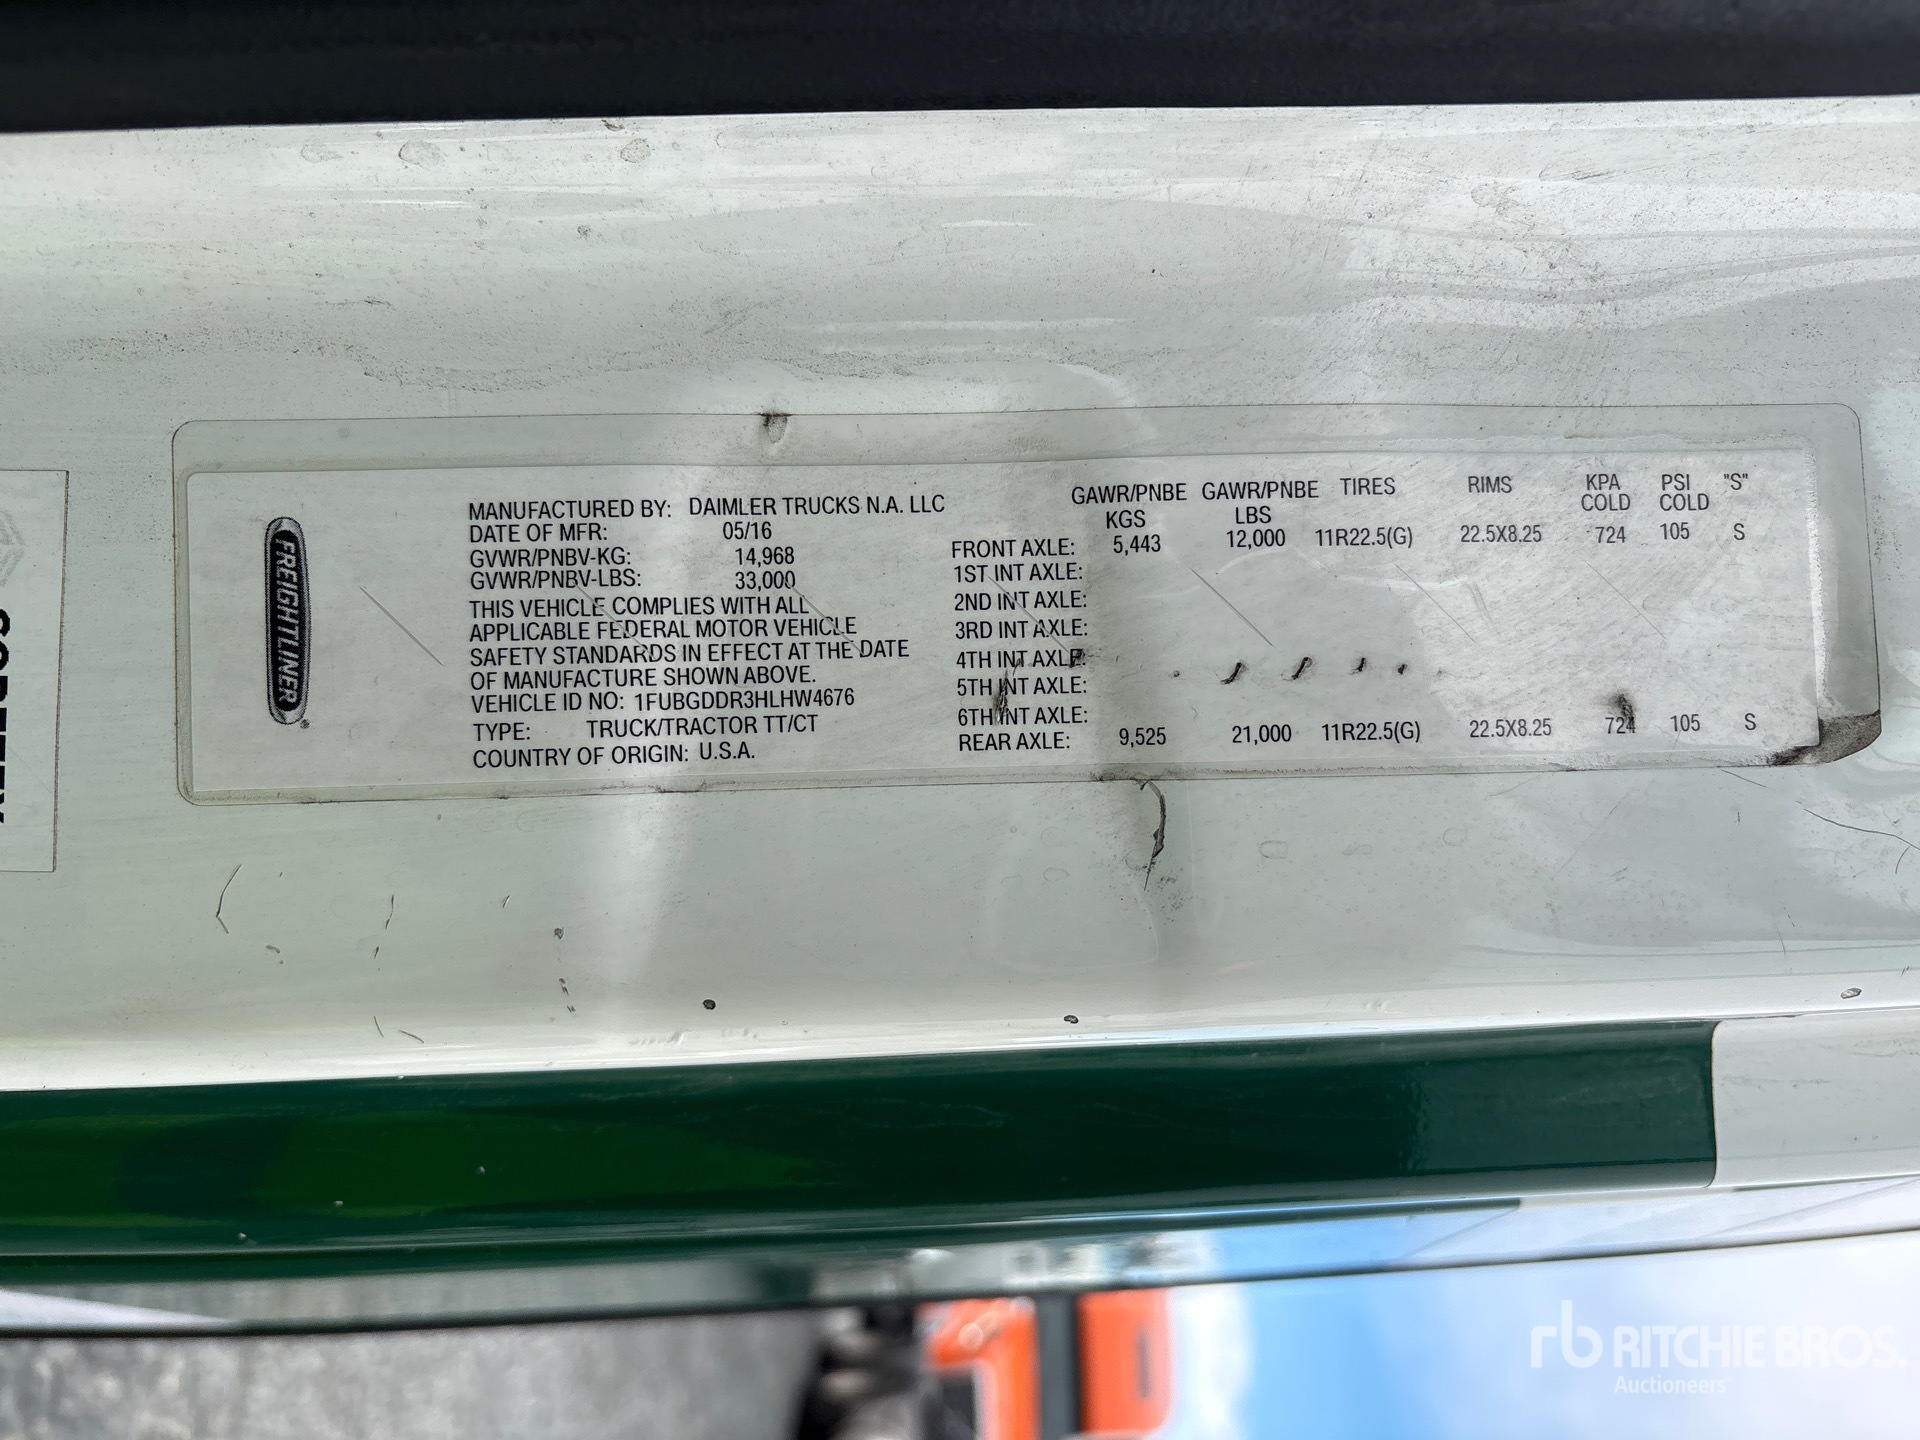 FREIGHTLINER
MANUFACTURED BY: DAIMLER TRUCKS N.A. LLC
DATE OF MFR: 05/16
GVWR/PNBV-KG: 14,968
GVWR/PNBV-LBS: 33,000
THIS VEHICLE COMPLIES WITH ALL
APPLICABLE FEDERAL MOTOR VEHICLE
SAFETY STANDARDS IN EFFECT AT THE DATE
OF MANUFACTURE SHOWN ABOVE.
VEHICLE ID NO: 1FUBGDDR3HLHW4676
TYPE: TRUCK/TRACTOR TT/CT
COUNTRY OF ORIGIN: U.S.A.
GAWR/PNBE KGS GAWR/PNBE LBS TIRES RIMS KPA COLD PSI COLD "S"
FRONT AXLE: 5,443 12,000 11R22.5(G) 22.5X8.25 724 105 S
1ST INT AXLE:
2ND INT AXLE:
3RD INT AXLE:
4TH INT AXLE:
5TH INT AXLE:
6TH INT AXLE:
REAR AXLE: 9,525 21,000 11R22.5(G) 22.5X8.25 724 105 S
rb RITCHIE BROS.
Auctioneers